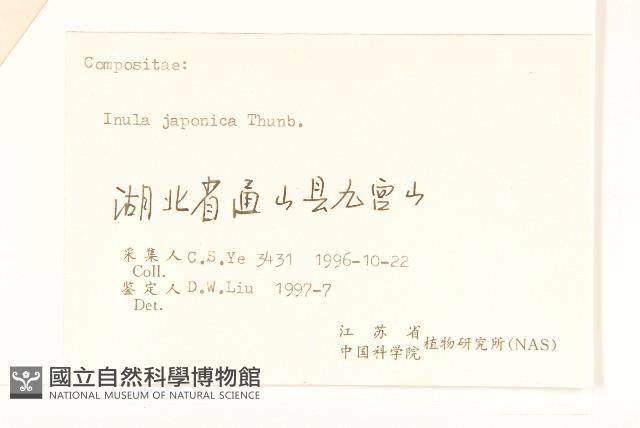 Compositae:
Inula japonica Thunb.
湖北省通山县九宫山
采集人 C.S.Ye 3431 1996-10-22
Coll.
鉴定人 D.W.Liu 1997-7
Det.
江苏省
中国科学院 植物研究所(NAS)
國立自然科學博物館
NATIONAL MUSEUM OF NATURAL SCIENCE